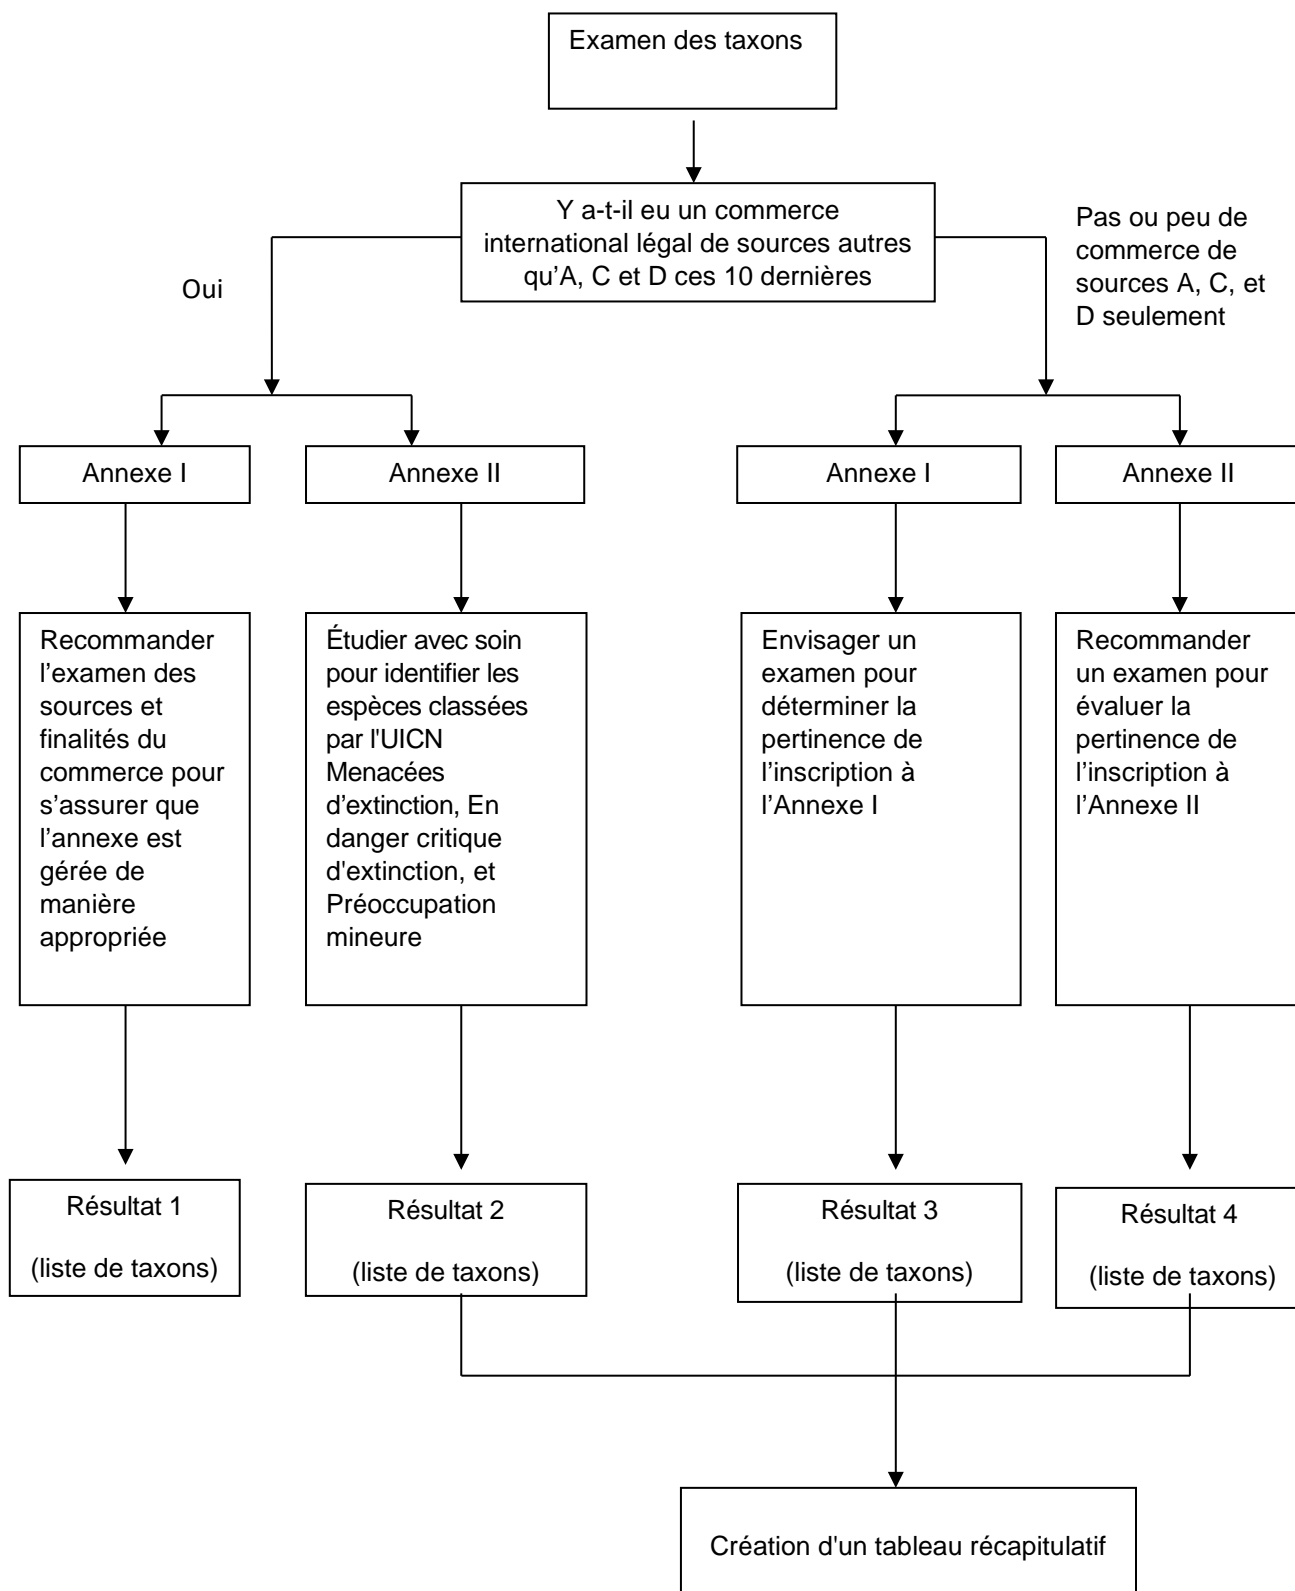 Examen des taxons
Y a-t-il eu un commerce
international légal de sources autres
qu’A, C et D ces 10 dernières
Oui
Pas ou peu de
commerce de
sources A, C, et
D seulement
Annexe I
Annexe II
Annexe I
Annexe II
Recommander
l’examen des
sources et
finalités du
commerce pour
s’assurer que
l’annexe est
gérée de
manière
appropriée
Étudier avec soin
pour identifier les
espèces classées
par l'UICN
Menacées
d’extinction, En
danger critique
d'extinction, et
Préoccupation
mineure
Envisager un
examen pour
déterminer la
pertinence de
l’inscription à
l’Annexe I
Recommander
un examen pour
évaluer la
pertinence de
l’inscription à
l’Annexe II
Résultat 1
(liste de taxons)
Résultat 2
(liste de taxons)
Résultat 3
(liste de taxons)
Résultat 4
(liste de taxons)
Création d'un tableau récapitulatif